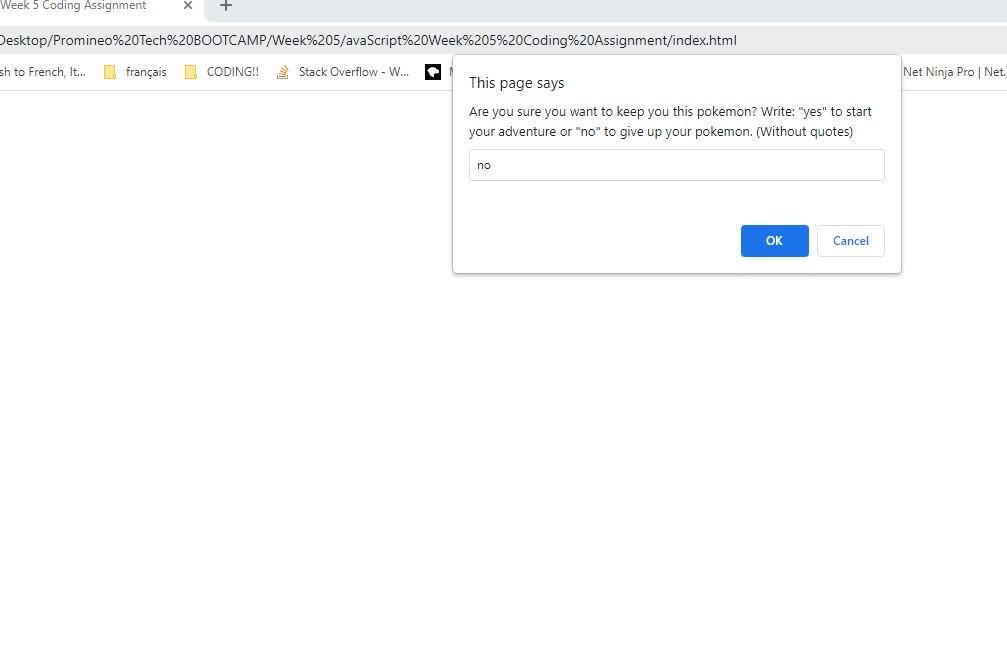 Week 5 Coding Assignment
Desktop/Promineo%20Tech%20BOOTCAMP/Week%205/avaScript%20Week%205%20Coding%20Assignment/index.html
sh to French, It... français CODING!! Stack Overflow - W... Net Ninja Pro | Net.
This page says
Are you sure you want to keep you this pokemon? Write: "yes" to start
your adventure or "no" to give up your pokemon. (Without quotes)
no
OK Cancel